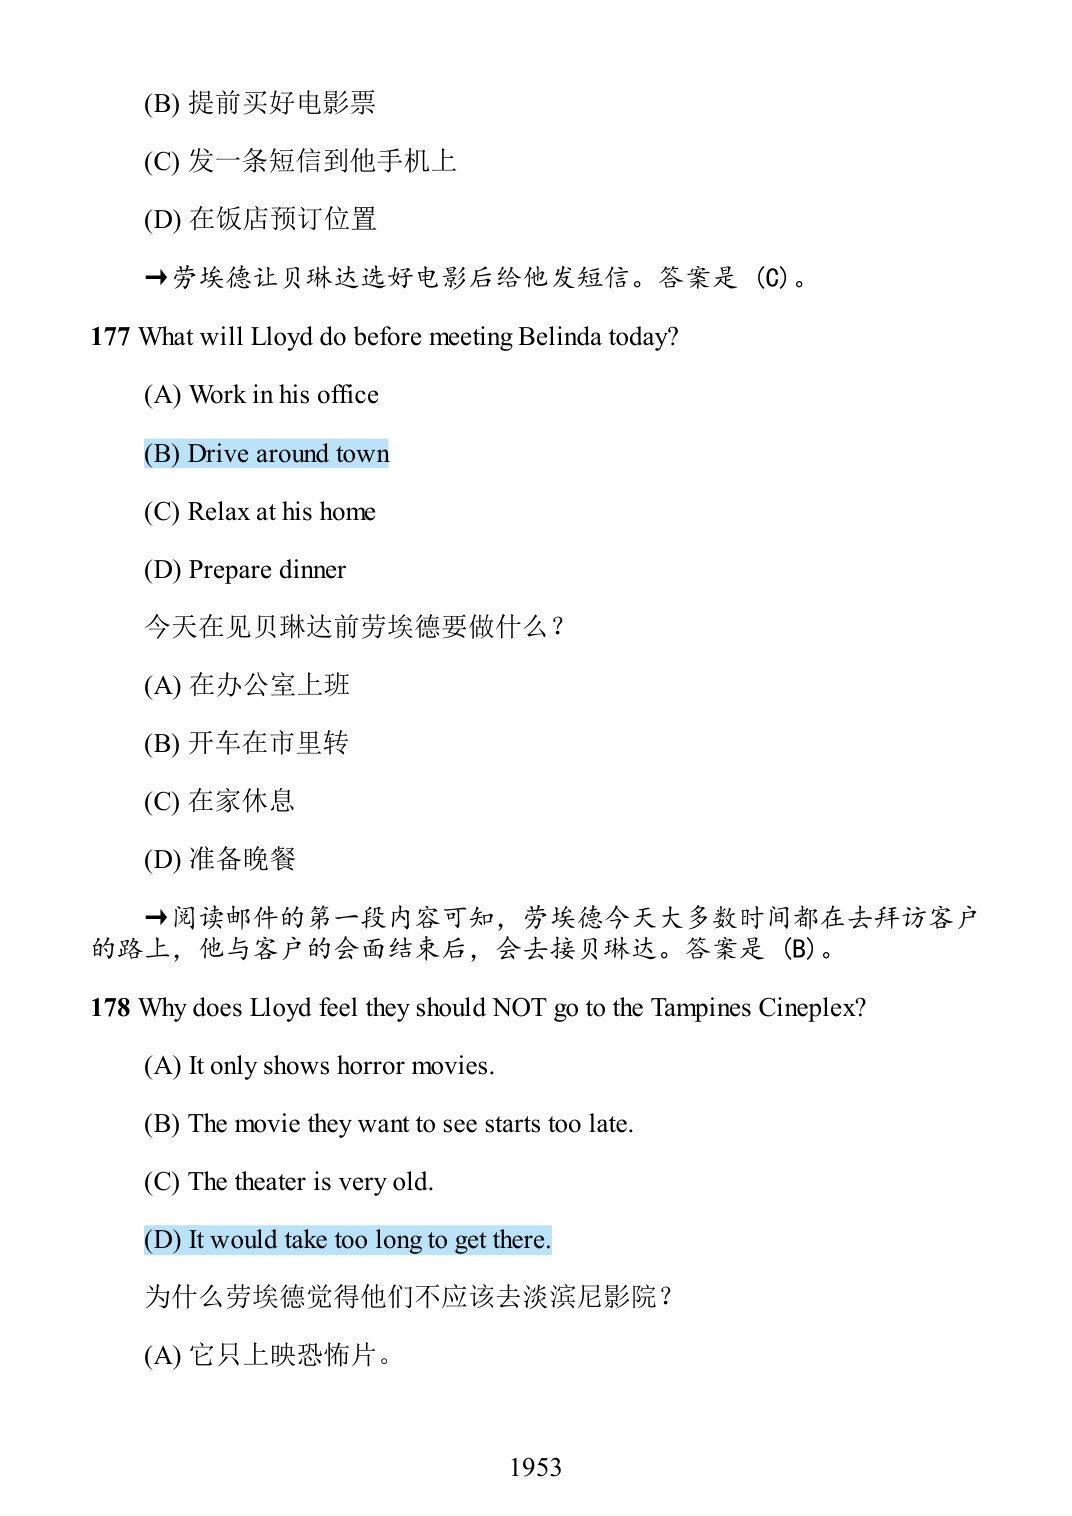 (B) 提前买好电影票
(C) 发一条短信到他手机上
(D) 在饭店预订位置
→劳埃德让贝琳达选好电影后给他发短信。答案是 (C)。
177 What will Lloyd do before meeting Belinda today?
(A) Work in his office
(B) Drive around town
(C) Relax at his home
(D) Prepare dinner
今天在见贝琳达前劳埃德要做什么？
(A) 在办公室上班
(B) 开车在市里转
(C) 在家休息
(D) 准备晚餐
→阅读邮件的第一段内容可知，劳埃德今天大多数时间都在去拜访客户
的路上，他与客户的会面结束后，会去接贝琳达。答案是 (B)。
178 Why does Lloyd feel they should NOT go to the Tampines Cineplex?
(A) It only shows horror movies.
(B) The movie they want to see starts too late.
(C) The theater is very old.
(D) It would take too long to get there.
为什么劳埃德觉得他们不应该去淡滨尼影院？
(A) 它只上映恐怖片。
1953